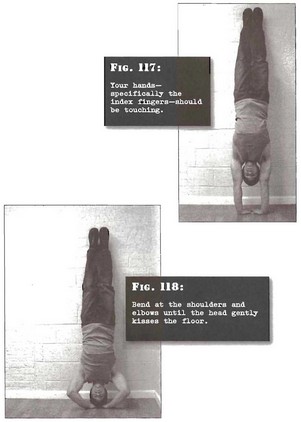 FIG. 117:
Your hands—
specifically the
index fingers—should
be touching.
FIG. 118:
Bend at the shoulders and
elbows until the head gently
kisses the floor.